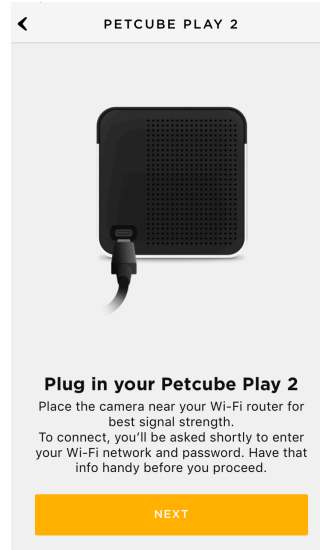 PETCUBE PLAY 2
Plug in your Petcube Play 2
Place the camera near your Wi-Fi router for
best signal strength.
To connect, you'll be asked shortly to enter
your Wi-Fi network and password. Have that
info handy before you proceed.
NEXT